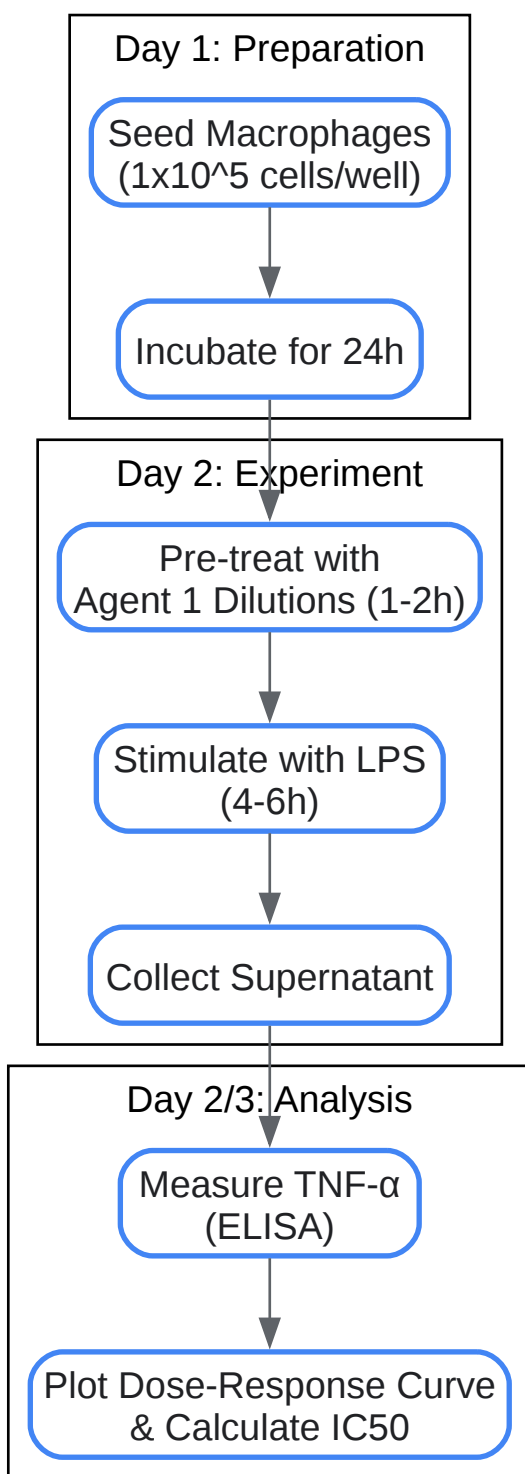 Day 1: Preparation
Seed Macrophages
(1x10^5 cells/well)
Incubate for 24h
Day 2: Experiment
Pre-treat with
Agent 1 Dilutions (1-2h)
Stimulate with LPS
(4-6h)
Collect Supernatant
Day 2/3: Analysis
Measure TNF-α
(ELISA)
Plot Dose-Response Curve
& Calculate IC50